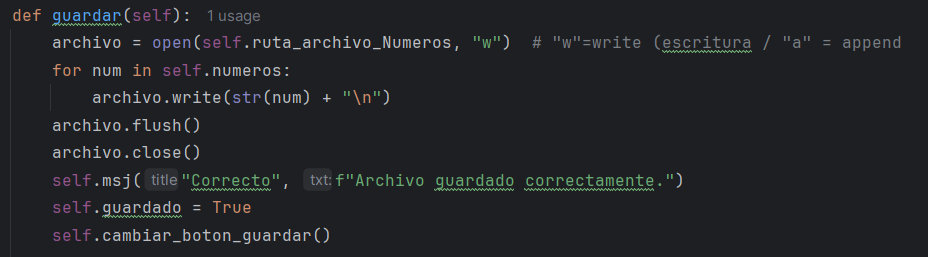 def guardar(self): 1 usage
    archivo = open(self.ruta_archivo_Numeros, "w")  # "w"=write (escritura / "a" = append
    for num in self.numeros:
        archivo.write(str(num) + "\n")
    archivo.flush()
    archivo.close()
    self.msj( title "Correcto", txt: f"Archivo guardado correctamente.")
    self.guardado = True
    self.cambiar_boton_guardar()